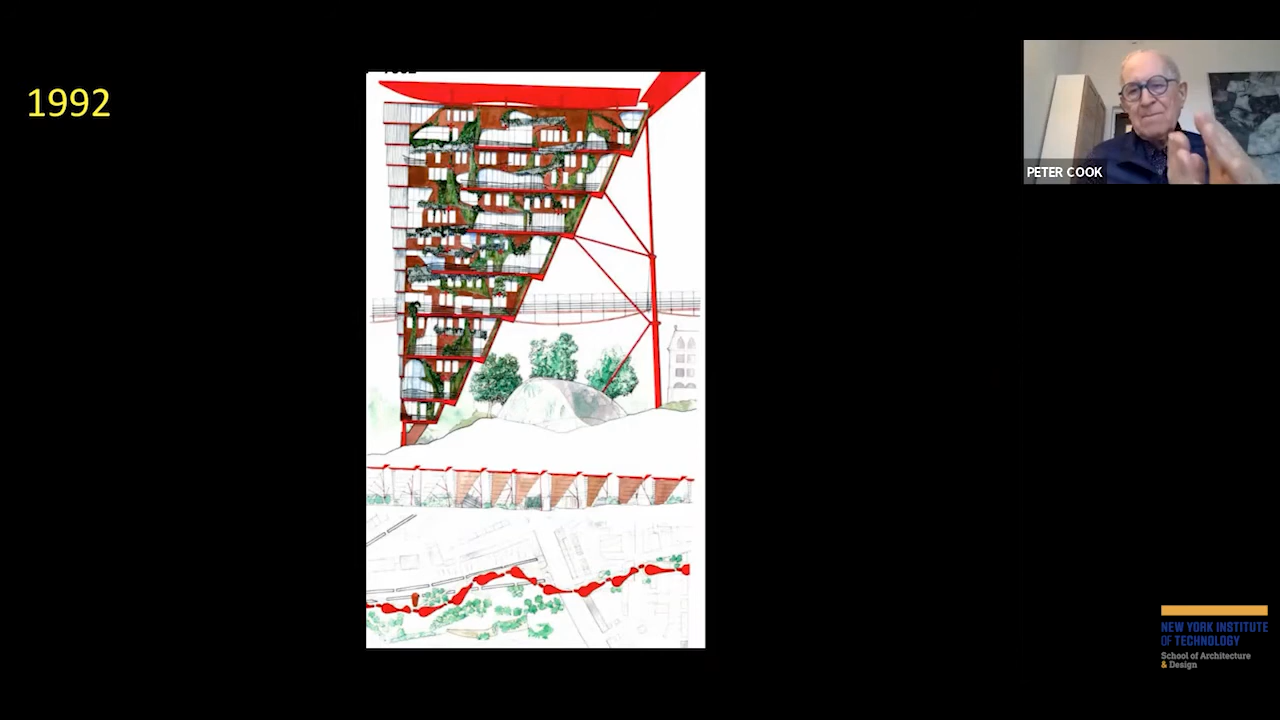 1992
PETER COOK
NEW YORK INSTITUTE
OF TECHNOLOGY
School of Architecture
& Design